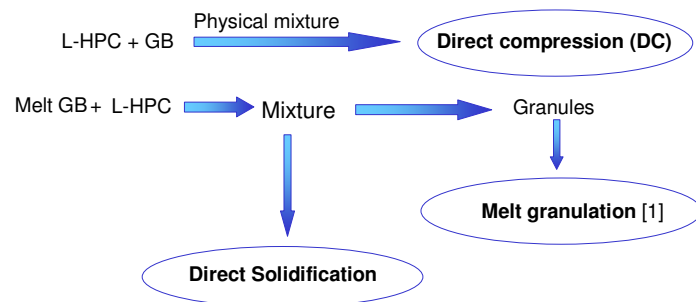 Physical mixture
L-HPC + GB
Direct compression (DC)
Melt GB+ L-HPC
Mixture
Granules
Melt granulation [1]
Direct Solidification